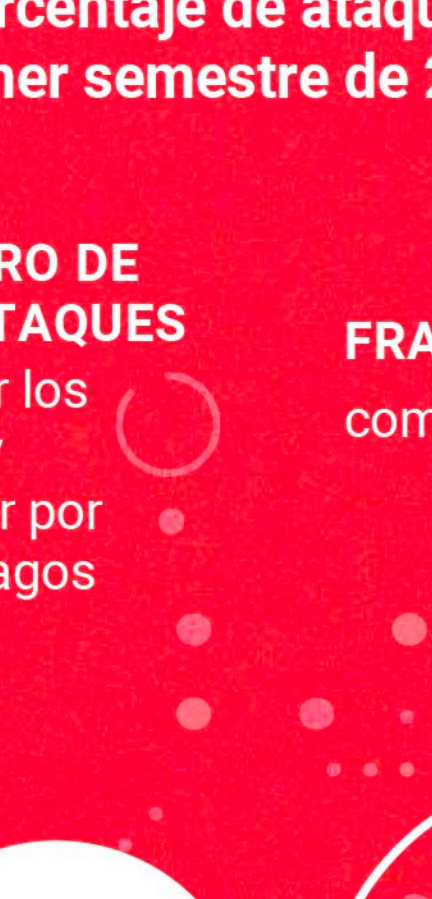 rcentaje de ataqu
ner semestre de 2
RO DE
TAQUES
r los
r por
agos
FRA
com